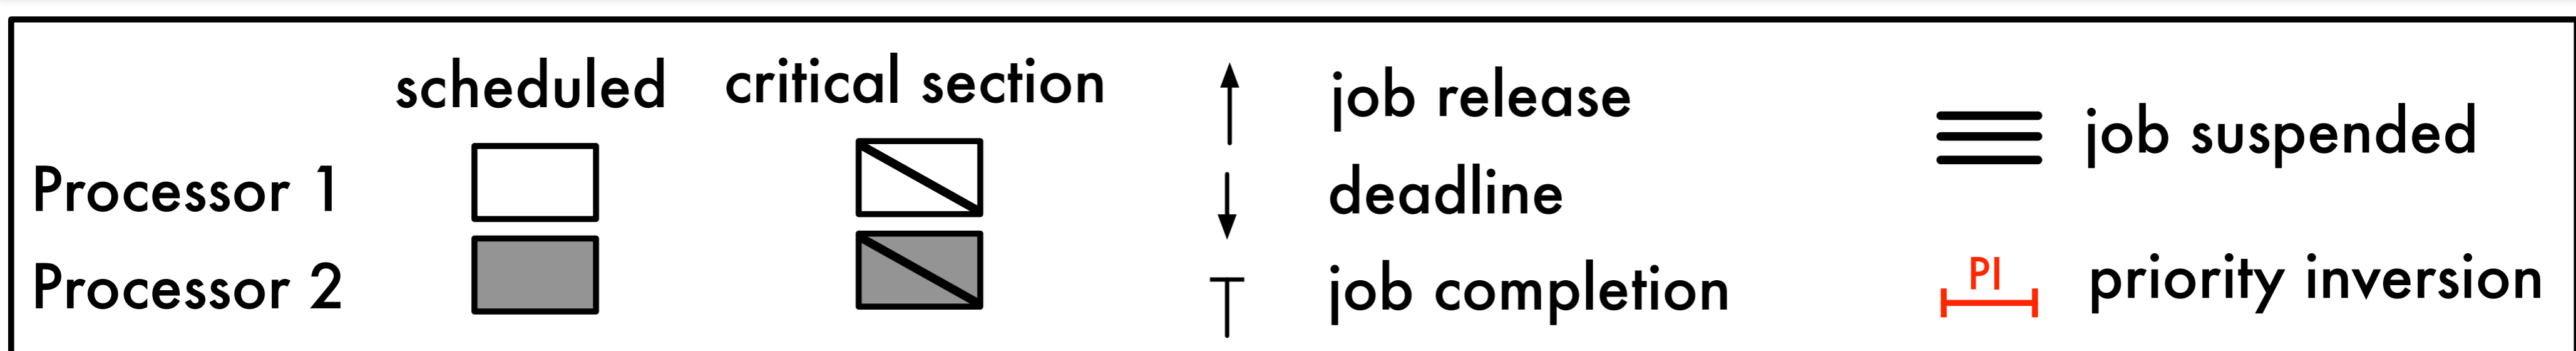 scheduled
critical section
Processor 1
Processor 2
job release
deadline
job completion
job suspended
PI
priority inversion